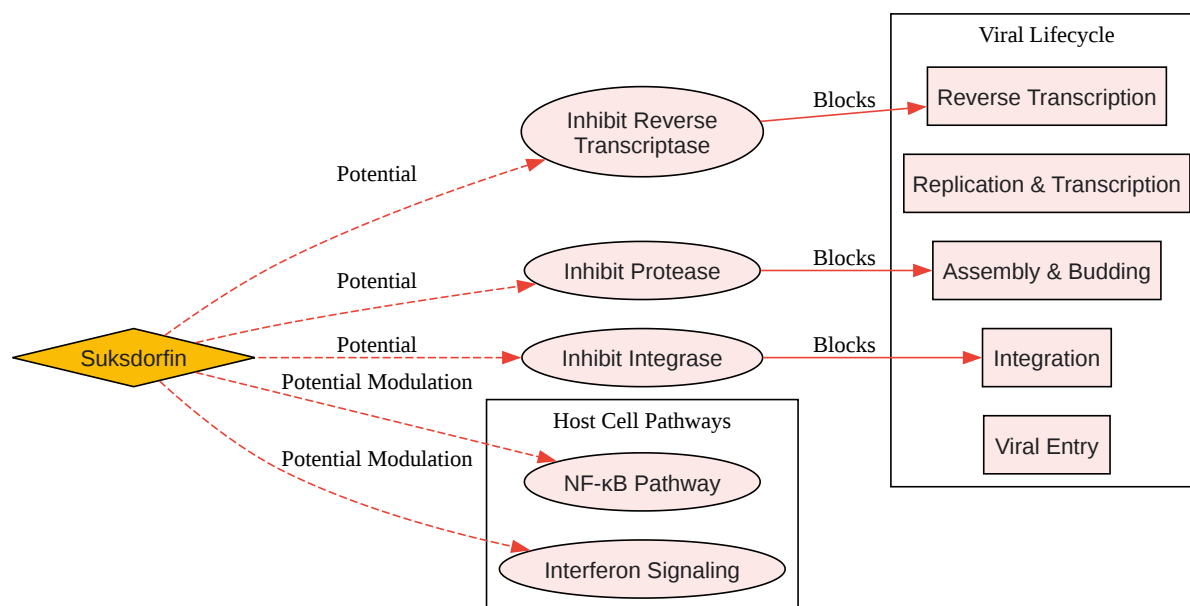 Viral Lifecycle
Reverse Transcription
Replication & Transcription
Assembly & Budding
Integration
Viral Entry
Blocks
Blocks
Blocks
Inhibit Reverse
Transcriptase
Inhibit Protease
Inhibit Integrase
Host Cell Pathways
NF-κB Pathway
Interferon Signaling
Potential
Potential
Potential
Potential Modulation
Potential Modulation
Suksdorfin